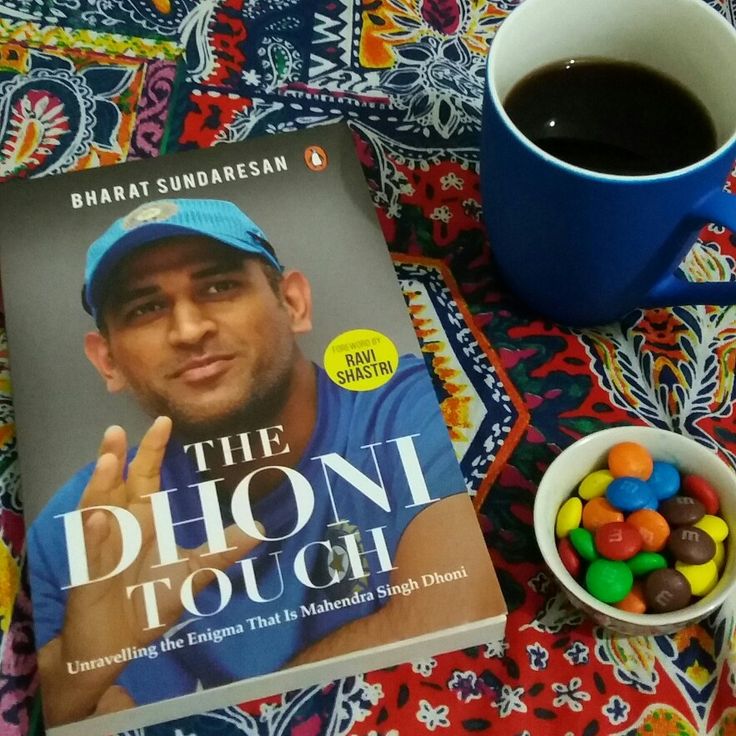 BHARAT SUNDARESAN
FOREWORD BY
RAVI
SHASTRI
THE
DHONI
TOUCH
Unravelling the Enigma That Is Mahendra Singh Dhoni
m
m
m